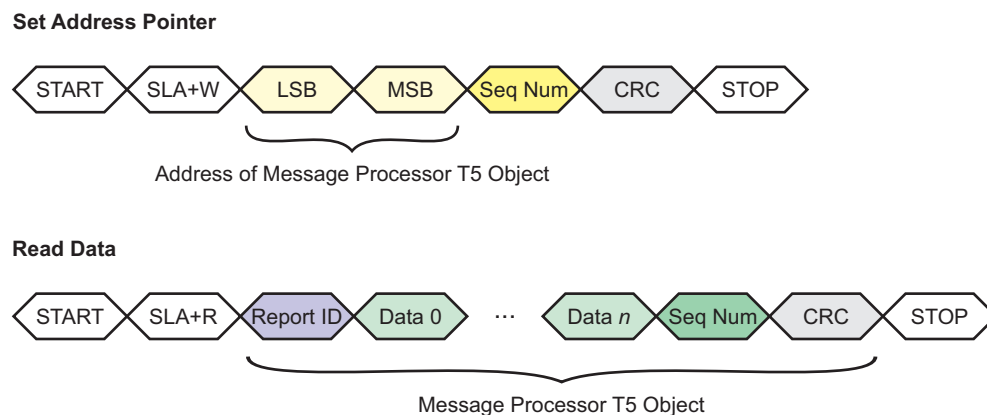 Set Address Pointer
START SLA+W LSB MSB Seq Num CRC STOP
Address of Message Processor T5 Object
Read Data
START SLA+R Report ID Data 0 ... Data n Seq Num CRC STOP
Message Processor T5 Object